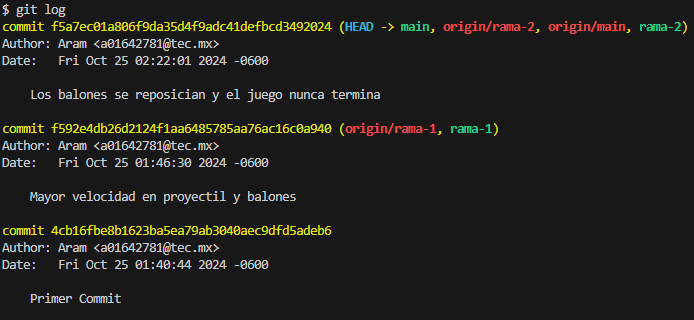 $ git log
commit f5a7ec01a806f9da35d4f9adc41defbcd3492024 (HEAD -> main, origin/rama-2, origin/main, rama-2)
Author: Aram <a01642781@tec.mx>
Date:   Fri Oct 25 02:22:01 2024 -0600
Los balones se reposician y el juego nunca termina
commit f592e4db26d2124f1aa6485785aa76ac16c0a940 (origin/rama-1, rama-1)
Author: Aram <a01642781@tec.mx>
Date:   Fri Oct 25 01:46:30 2024 -0600
Mayor velocidad en proyectil y balones
commit 4cb16fbe8b1623ba5ea79ab3040aec9dfd5adeb6
Author: Aram <a01642781@tec.mx>
Date:   Fri Oct 25 01:40:44 2024 -0600
Primer Commit